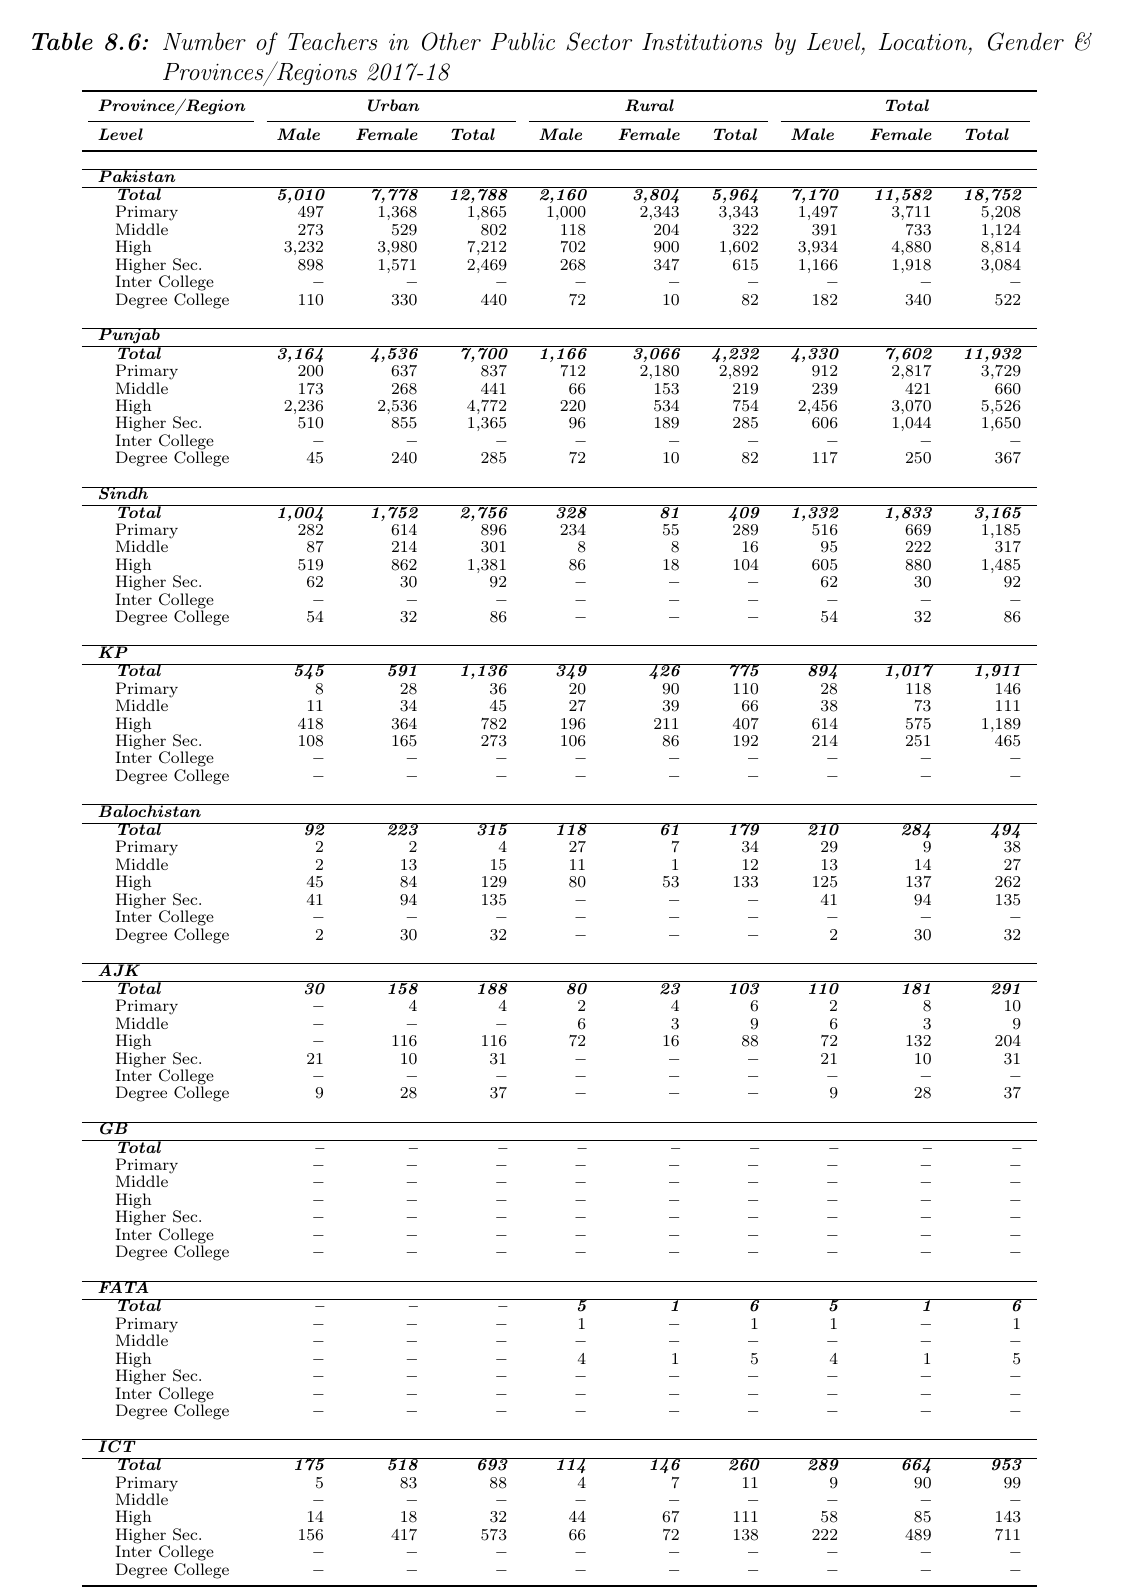 Table 8.6: Number of Teachers in Other Public Sector Institutions by Level, Location, Gender &
Provinces/Regions 2017-18
Province/Region Urban Rural Total
Level Male Female Total Male Female Total Male Female Total
Pakistan
Total 5,010 7,778 12,788 2,160 3,804 5,964 7,170 11,582 18,752
Primary 497 1,368 1,865 1,000 2,343 3,343 1,497 3,711 5,208
Middle 273 529 802 118 204 322 391 733 1,124
High 3,232 3,980 7,212 702 900 1,602 3,934 4,880 8,814
Higher Sec. 898 1,571 2,469 268 347 615 1,166 1,918 3,084
Inter College – – – – – – – – –
Degree College 110 330 440 72 10 82 182 340 522
Punjab
Total 3,164 4,536 7,700 1,166 3,066 4,232 4,330 7,602 11,932
Primary 200 637 837 712 2,180 2,892 912 2,817 3,729
Middle 173 268 441 66 153 219 239 421 660
High 2,236 2,536 4,772 220 534 754 2,456 3,070 5,526
Higher Sec. 510 855 1,365 96 189 285 606 1,044 1,650
Inter College – – – – – – – – –
Degree College 45 240 285 72 10 82 117 250 367
Sindh
Total 1,004 1,752 2,756 328 81 409 1,332 1,833 3,165
Primary 282 614 896 234 55 289 516 669 1,185
Middle 87 214 301 8 8 16 95 222 317
High 519 862 1,381 86 18 104 605 880 1,485
Higher Sec. 62 30 92 – – – 62 30 92
Inter College – – – – – – – – –
Degree College 54 32 86 – – – 54 32 86
KP
Total 545 591 1,136 349 426 775 894 1,017 1,911
Primary 8 28 36 20 90 110 28 118 146
Middle 11 34 45 27 39 66 38 73 111
High 418 364 782 196 211 407 614 575 1,189
Higher Sec. 108 165 273 106 86 192 214 251 465
Inter College – – – – – – – – –
Degree College – – – – – – – – –
Balochistan
Total 92 223 315 118 61 179 210 284 494
Primary 2 2 4 27 7 34 29 9 38
Middle 2 13 15 11 1 12 13 14 27
High 45 84 129 80 53 133 125 137 262
Higher Sec. 41 94 135 – – – 41 94 135
Inter College – – – – – – – – –
Degree College 2 30 32 – – – 2 30 32
AJK
Total 30 158 188 80 23 103 110 181 291
Primary – 4 4 2 4 6 2 8 10
Middle – – – 6 3 9 6 3 9
High – 116 116 72 16 88 72 132 204
Higher Sec. 21 10 31 – – – 21 10 31
Inter College – – – – – – – – –
Degree College 9 28 37 – – – 9 28 37
GB
Total – – – – – – – – –
Primary – – – – – – – – –
Middle – – – – – – – – –
High – – – – – – – – –
Higher Sec. – – – – – – – – –
Inter College – – – – – – – – –
Degree College – – – – – – – – –
FATA
Total – – – 5 1 6 5 1 6
Primary – – – 1 – 1 1 – 1
Middle – – – – – – – – –
High – – – 4 1 5 4 1 5
Higher Sec. – – – – – – – – –
Inter College – – – – – – – – –
Degree College – – – – – – – – –
ICT
Total 175 518 693 114 146 260 289 664 953
Primary 5 83 88 4 7 11 9 90 99
Middle – – – – – – – – –
High 14 18 32 44 67 111 58 85 143
Higher Sec. 156 417 573 66 72 138 222 489 711
Inter College – – – – – – – – –
Degree College – – – – – – – – –